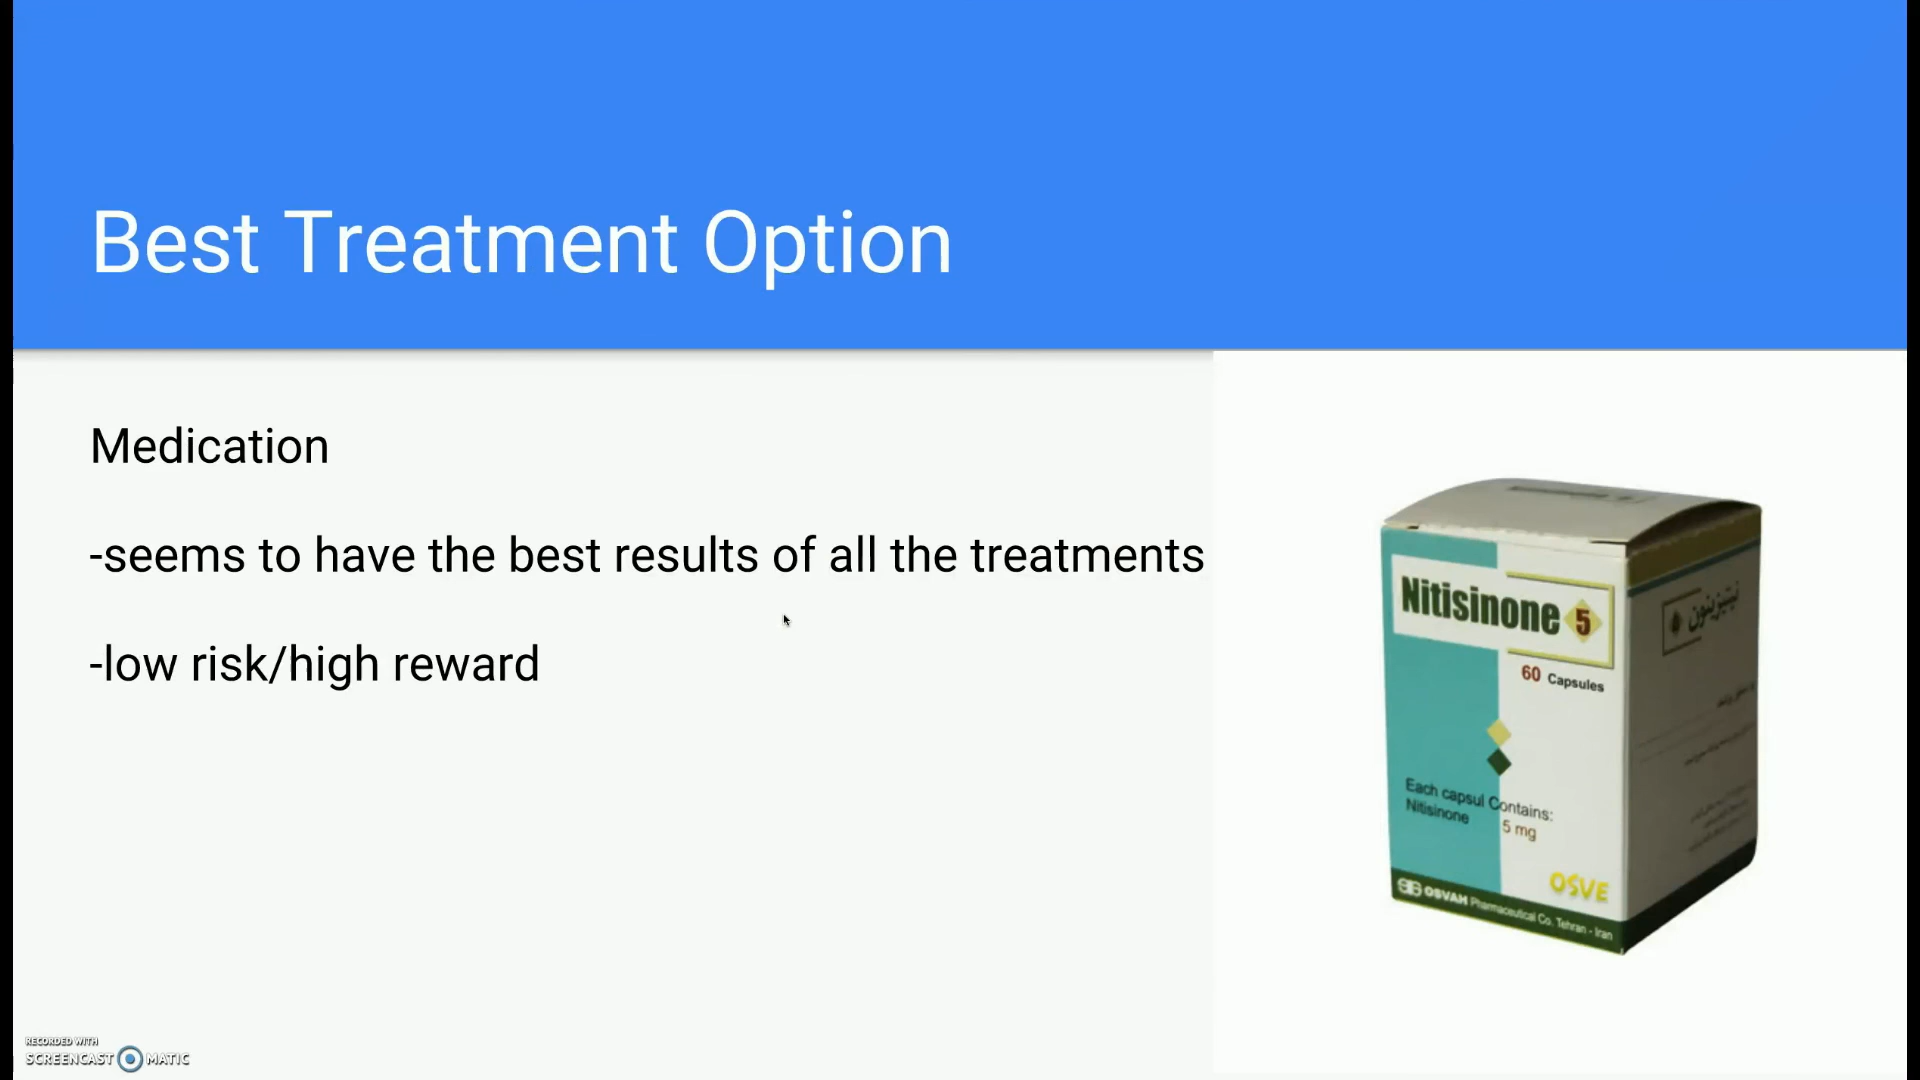 Best Treatment Option
Medication
-seems to have the best results of all the treatments
-low risk/high reward
Nitisinone 5
60 Capsules
Each capsul Contains:
Nitisinone 5 mg
OSVE
OSVAH Pharmaceutical Co. Tehran - Iran
نیتیزینون
RECORDED WITH
SCREENCAST MATIC